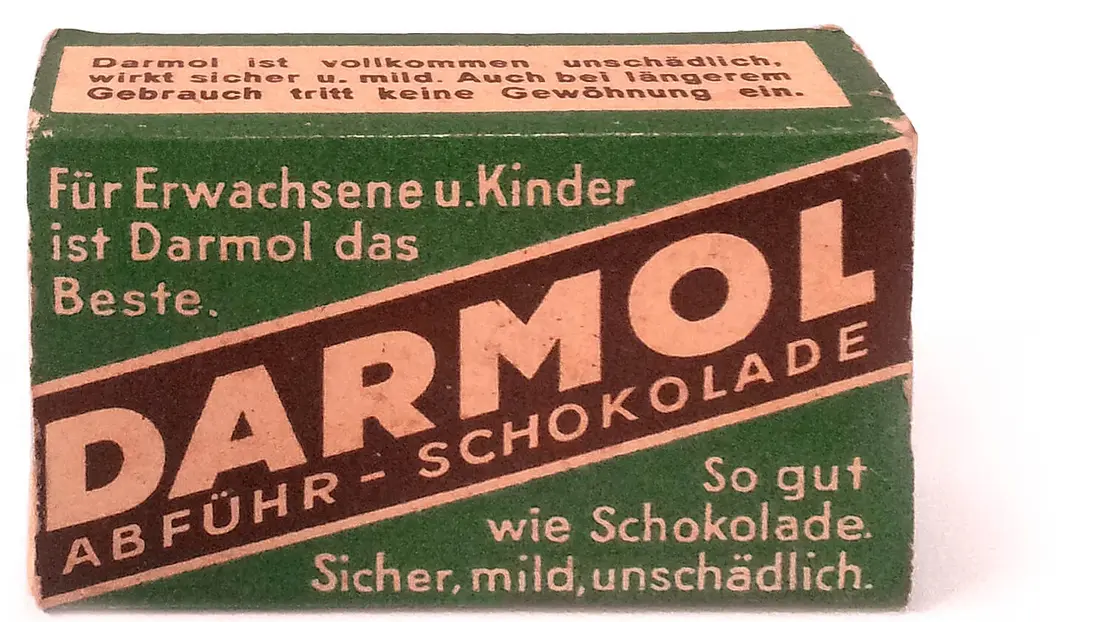 Darmol ist vollkommen unschädlich,
wirkt sicher u. mild. Auch bei längerem
Gebrauch tritt keine Gewöhnung ein.
Für Erwachsene u. Kinder
ist Darmol das
Beste.
DARMOL
ABFÜHR - SCHOKOLADE
So gut
wie Schokolade.
Sicher, mild, unschädlich.